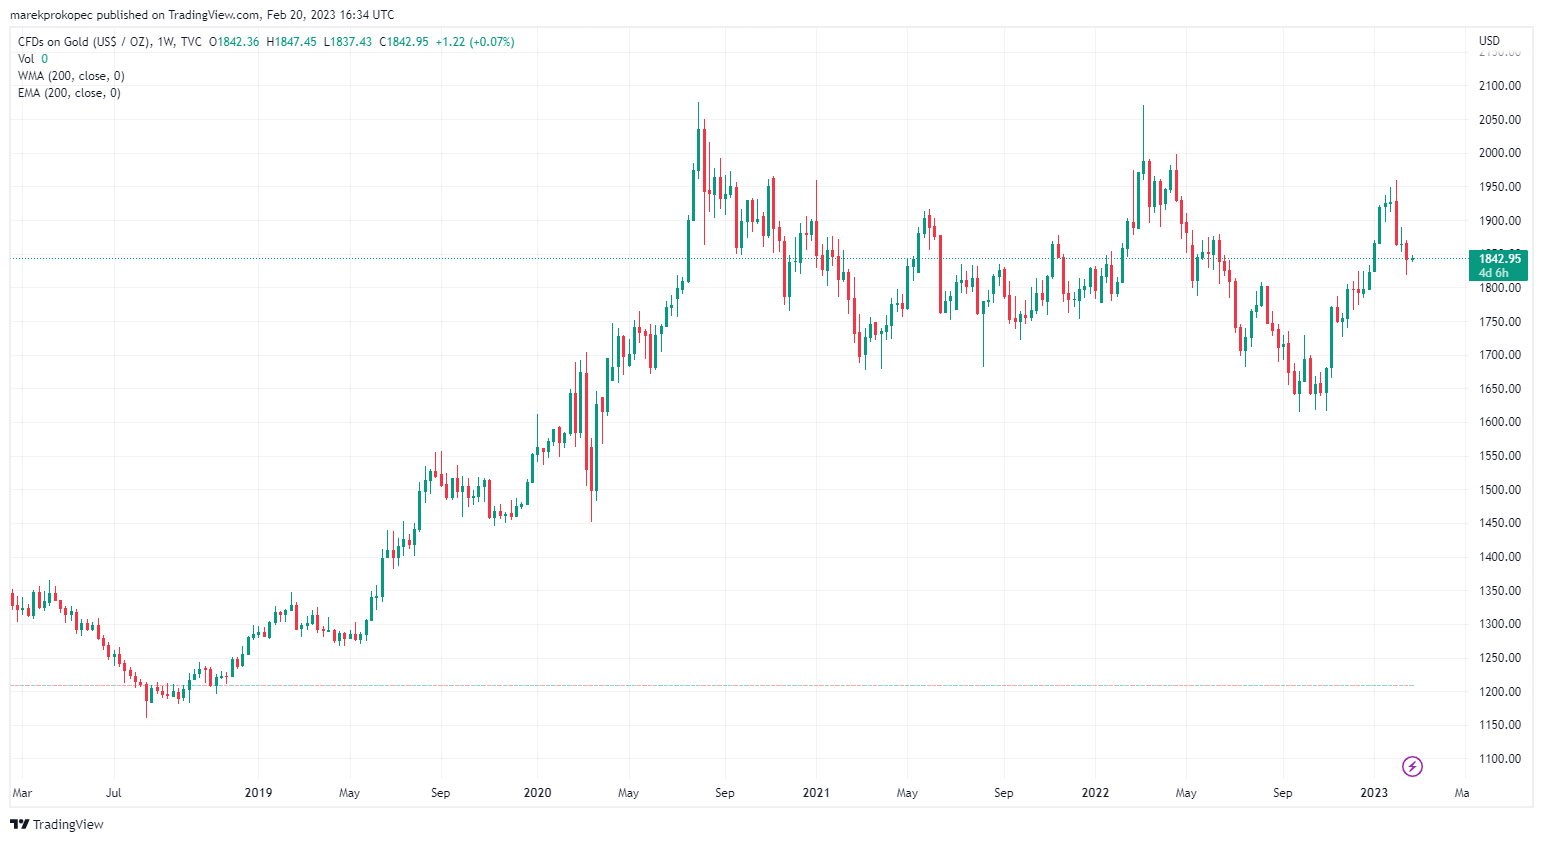 marekprokopec published on TradingView.com, Feb 20, 2023 16:34 UTC
CFDs on Gold (US$ / OZ), 1W, TVC O1842.36 H1847.45 L1837.43 C1842.95 +1.22 (+0.07%)
Vol 0
WMA (200, close, 0)
EMA (200, close, 0)
USD
2150.00
2100.00
2050.00
2000.00
1950.00
1900.00
1850.00
1842.95
4d 6h
1800.00
1750.00
1700.00
1650.00
1600.00
1550.00
1500.00
1450.00
1400.00
1350.00
1300.00
1250.00
1200.00
1150.00
1100.00
Mar Jul 2019 May Sep 2020 May Sep 2021 May Sep 2022 May Sep 2023 Ma
TradingView